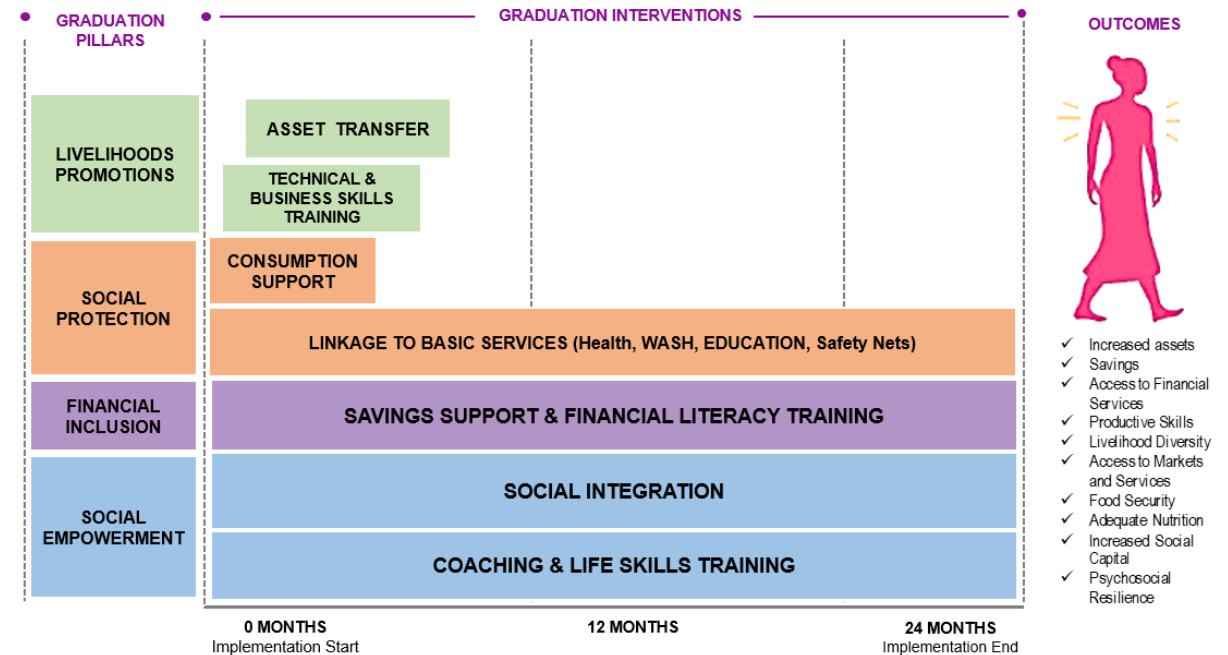 GRADUATION
PILLARS
GRADUATION INTERVENTIONS
OUTCOMES
LIVELIHOODS
PROMOTIONS
ASSET TRANSFER
TECHNICAL &
BUSINESS SKILLS
TRAINING
SOCIAL
PROTECTION
CONSUMPTION
SUPPORT
LINKAGE TO BASIC SERVICES (Health, WASH, EDUCATION, Safety Nets)
FINANCIAL
INCLUSION
SAVINGS SUPPORT & FINANCIAL LITERACY TRAINING
SOCIAL
EMPOWERMENT
SOCIAL INTEGRATION
COACHING & LIFE SKILLS TRAINING
0 MONTHS
Implementation Start
12 MONTHS
24 MONTHS
Implementation End
✓ Increased assets
✓ Savings
✓ Access to Financial
Services
✓ Productive Skills
✓ Livelihood Diversity
✓ Access to Markets
and Services
✓ Food Security
✓ Adequate Nutrition
✓ Increased Social
Capital
✓ Psychosocial
Resilience